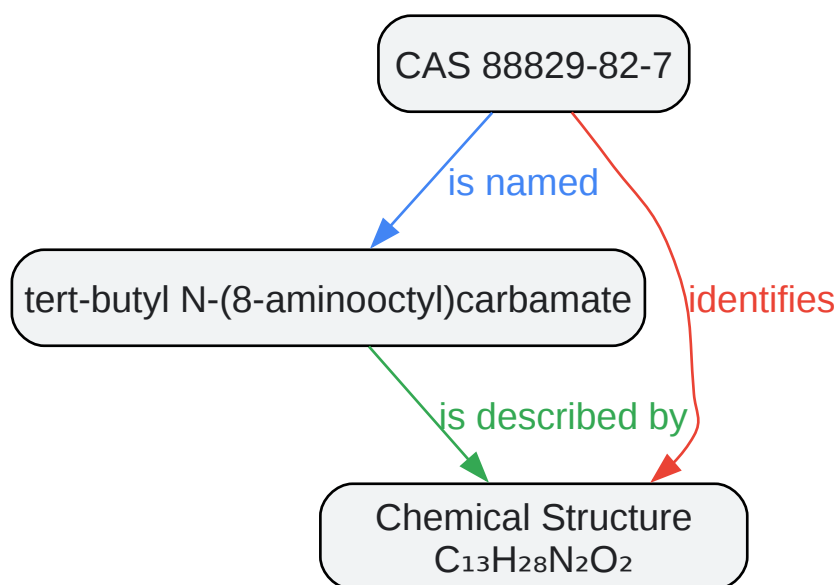 CAS 88829-82-7
is named
tert-butyl N-(8-aminooctyl)carbamate
identifies
is described by
Chemical Structure
C₁₃H₂₈N₂O₂